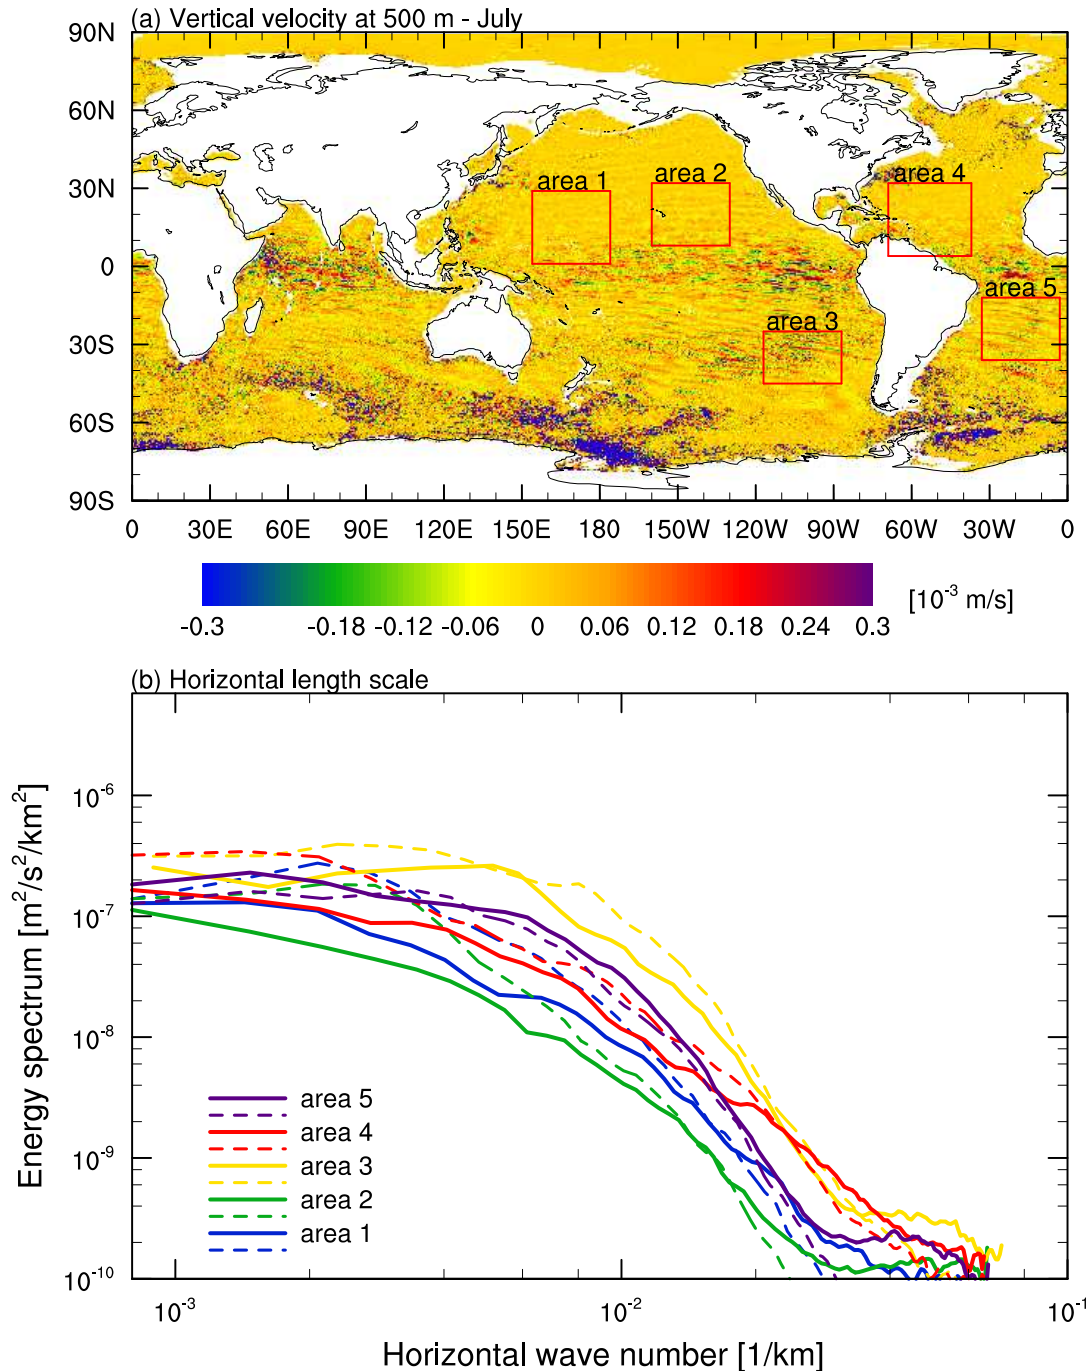 (a) Vertical velocity at 500 m - July
90N
60N
30N
0
30S
60S
90S
area 1
area 2
area 4
area 5
area 3
0 30E 60E 90E 120E 150E 180 150W 120W 90W 60W 30W 0
-0.3 -0.18 -0.12 -0.06 0 0.06 0.12 0.18 0.24 0.3
[10⁻³ m/s]
(b) Horizontal length scale
Energy spectrum [m²/s²/km²]
10⁻⁶
10⁻⁷
10⁻⁸
10⁻⁹
10⁻¹⁰
area 5
area 4
area 3
area 2
area 1
10⁻³ 10⁻² 10⁻¹
Horizontal wave number [1/km]